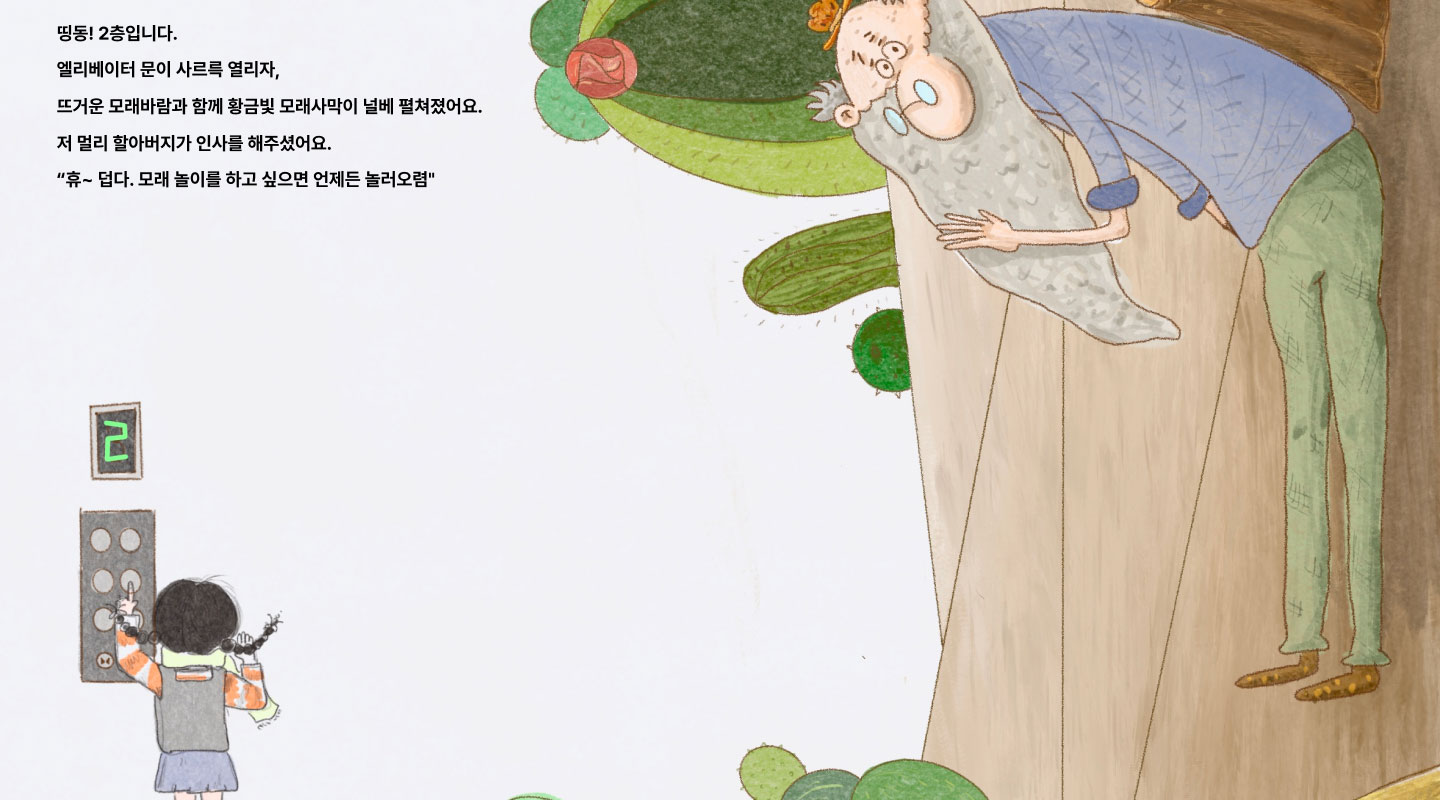 띵동! 2층입니다.
엘리베이터 문이 사르륵 열리자,
뜨거운 모래바람과 함께 황금빛 모래사막이 널베 펼쳐졌어요.
저 멀리 할아버지가 인사를 해주셨어요.
“휴~ 덥다. 모래 놀이를 하고 싶으면 언제든 놀러오렴"
2